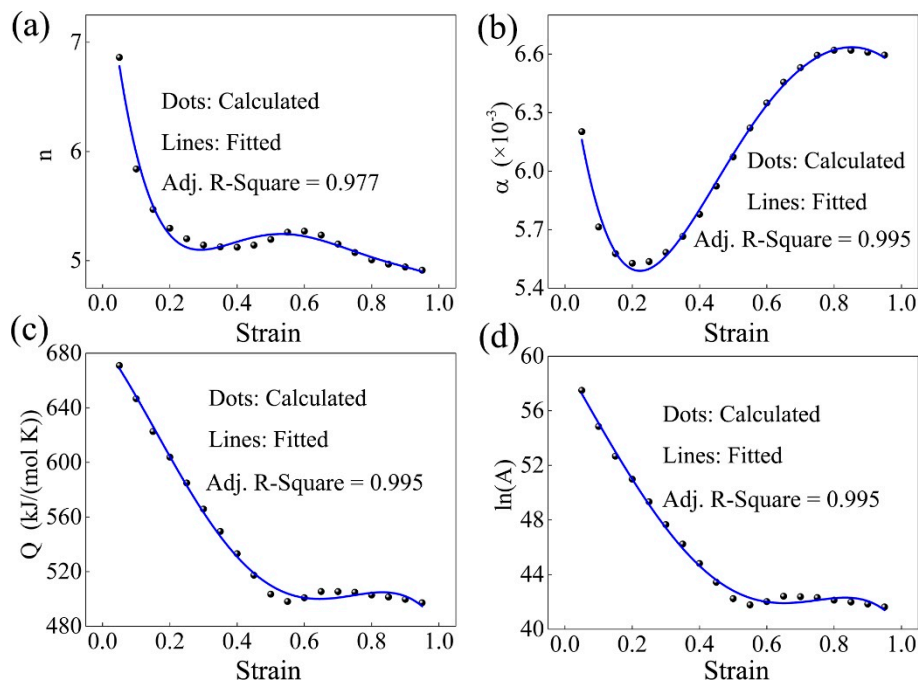 (a)
7
6
5
n
Dots: Calculated
Lines: Fitted
Adj. R-Square = 0.977
0.0 0.2 0.4 0.6 0.8 1.0
Strain
(b)
6.6
6.3
6.0
5.7
5.4
α (×10⁻³)
Dots: Calculated
Lines: Fitted
Adj. R-Square = 0.995
0.0 0.2 0.4 0.6 0.8 1.0
Strain
(c)
680
640
600
560
520
480
Q (kJ/(mol K))
Dots: Calculated
Lines: Fitted
Adj. R-Square = 0.995
0.0 0.2 0.4 0.6 0.8 1.0
Strain
(d)
60
56
52
48
44
40
ln(A)
Dots: Calculated
Lines: Fitted
Adj. R-Square = 0.995
0.0 0.2 0.4 0.6 0.8 1.0
Strain